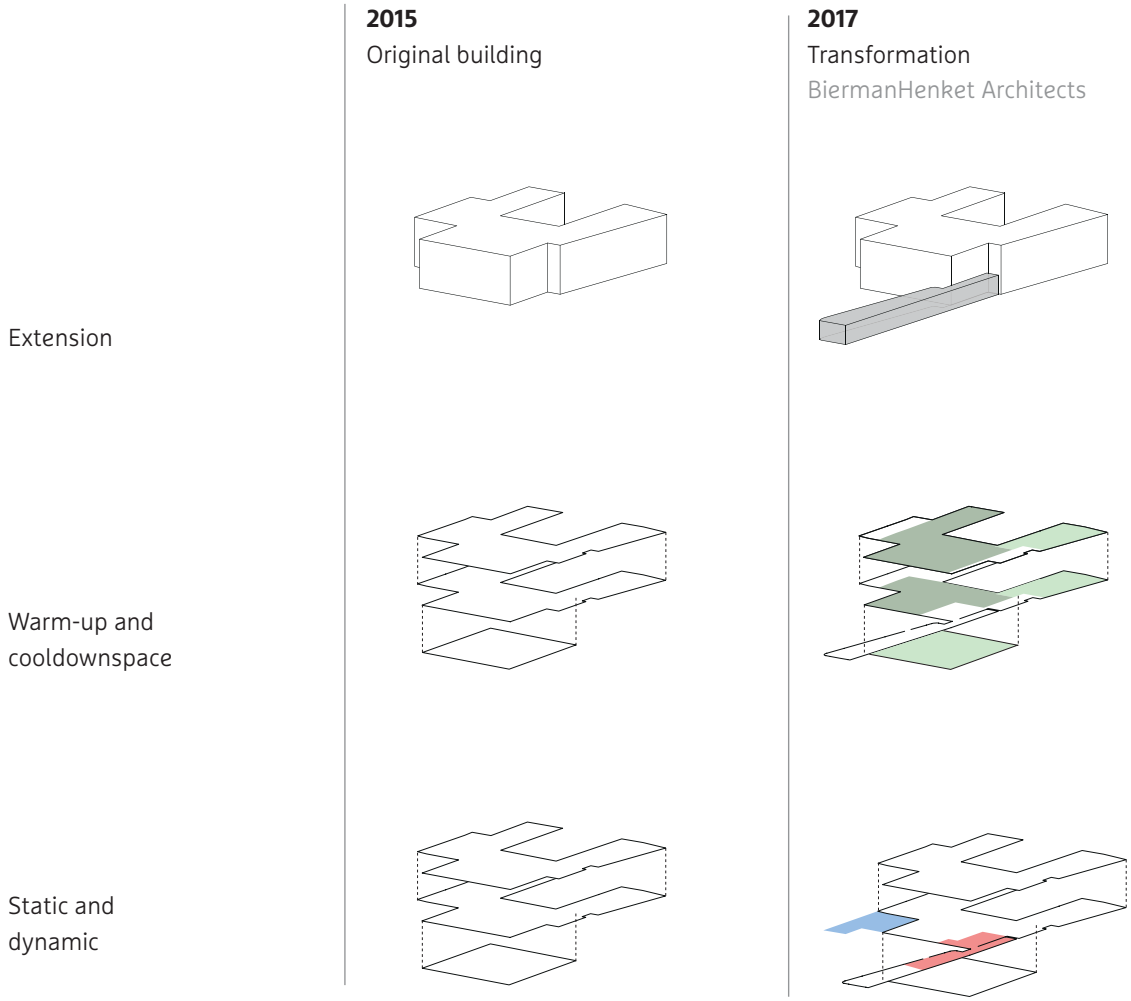 2015
Original building
2017
Transformation
BiermanHenket Architects
Extension
Warm-up and
cooldownspace
Static and
dynamic